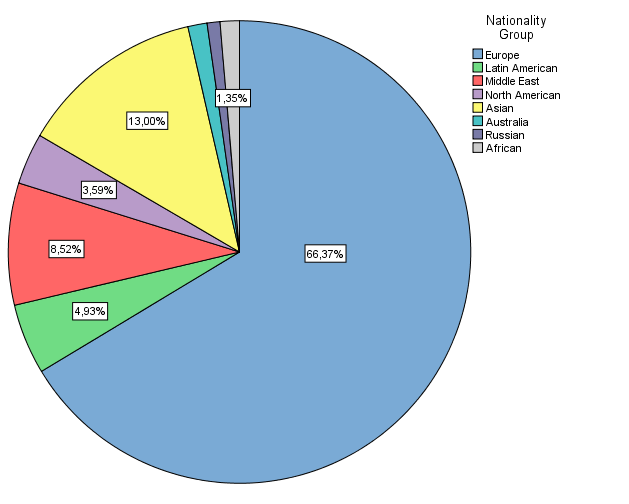 Nationality
Group
Europe
Latin American
Middle East
North American
Asian
Australia
Russian
African
1,35%
13,00%
3,59%
8,52%
66,37%
4,93%